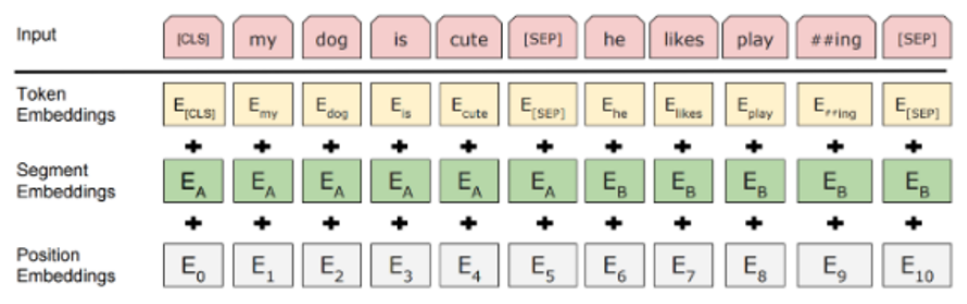 Input [CLS] my dog is cute [SEP] he likes play ##ing [SEP]
Token
Embeddings
E[CLS] Emy Edog Eis Ecute E[SEP] Ehe Elikes Eplay E##ing E[SEP]
+ + + + + + + + + + +
Segment
Embeddings
EA EA EA EA EA EA EB EB EB EB EB
+ + + + + + + + + + +
Position
Embeddings
E0 E1 E2 E3 E4 E5 E6 E7 E8 E9 E10